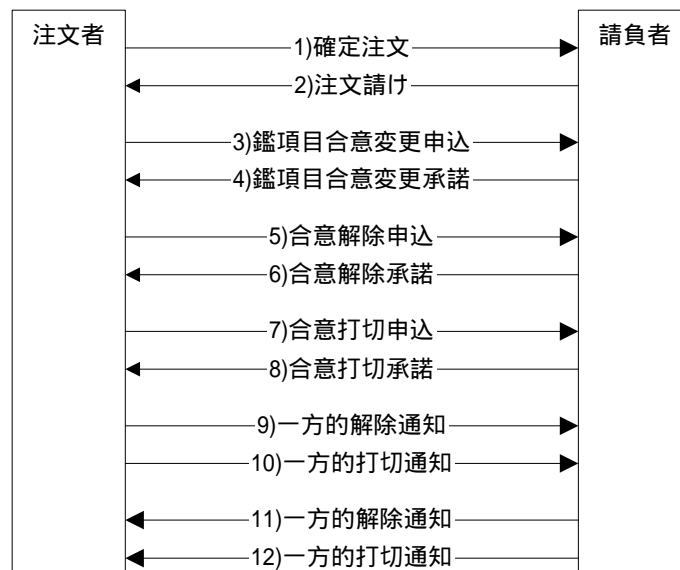 注文者
請負者
1)確定注文
2)注文請け
3)鑑項目合意変更申込
4)鑑項目合意変更承諾
5)合意解除申込
6)合意解除承諾
7)合意打切申込
8)合意打切承諾
9)一方的解除通知
10)一方的打切通知
11)一方的解除通知
12)一方的打切通知